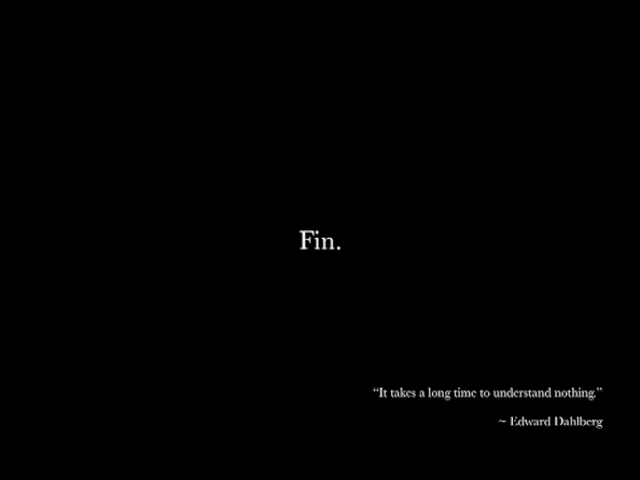 Fin.
“It takes a long time to understand nothing.”
~ Edward Dahlberg